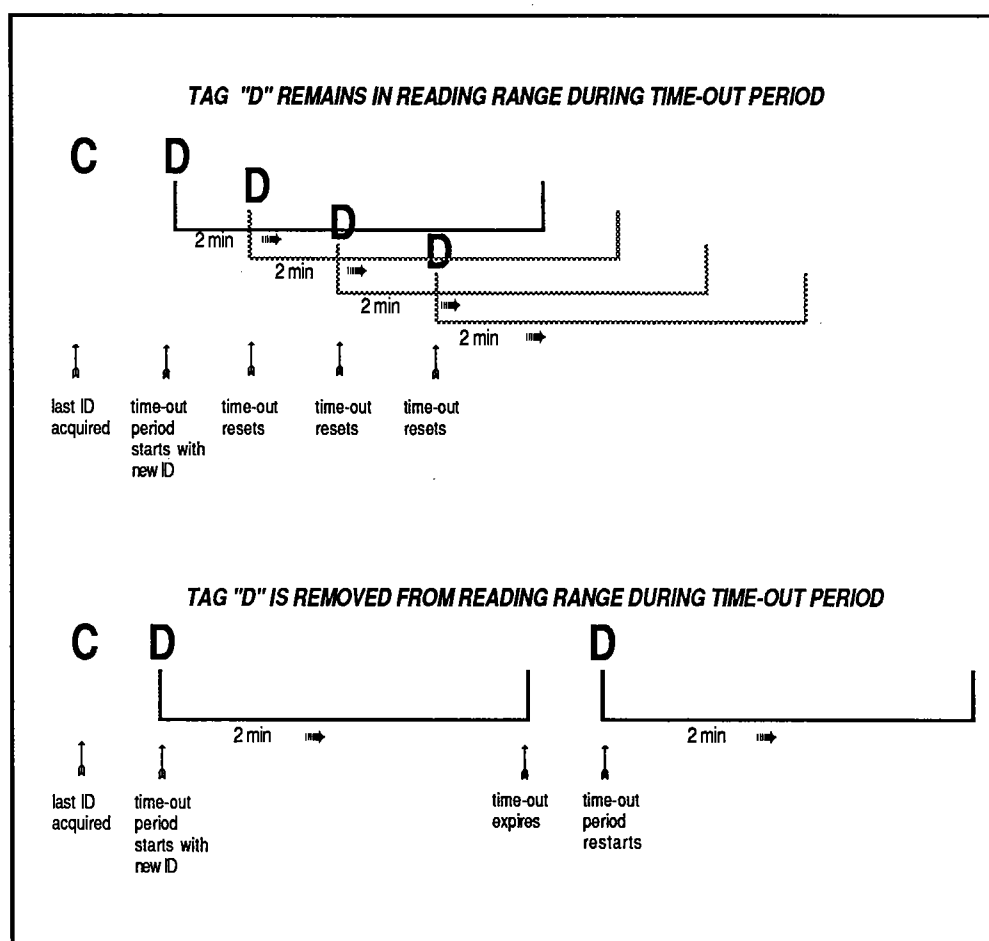 TAG "D" REMAINS IN READING RANGE DURING TIME-OUT PERIOD
C
D
D
D
D
2 min
2 min
2 min
2 min
last ID
acquired
time-out
period
starts with
new ID
time-out
resets
time-out
resets
time-out
resets
TAG "D" IS REMOVED FROM READING RANGE DURING TIME-OUT PERIOD
C
D
D
2 min
2 min
last ID
acquired
time-out
period
starts with
new ID
time-out
expires
time-out
period
restarts